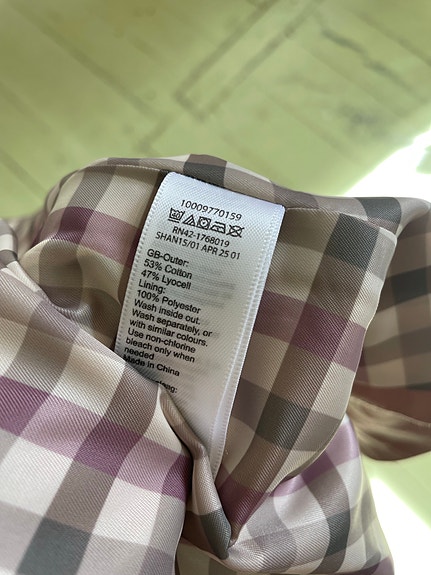 10009770159
RN42-1768019
SHAN15/01 APR 25 01
GB-Outer:
53% Cotton
47% Lyocell
Lining:
100% Polyester
Wash inside out.
Wash separately, or
with similar colours.
Use non-chlorine
bleach only when
needed
Made in China